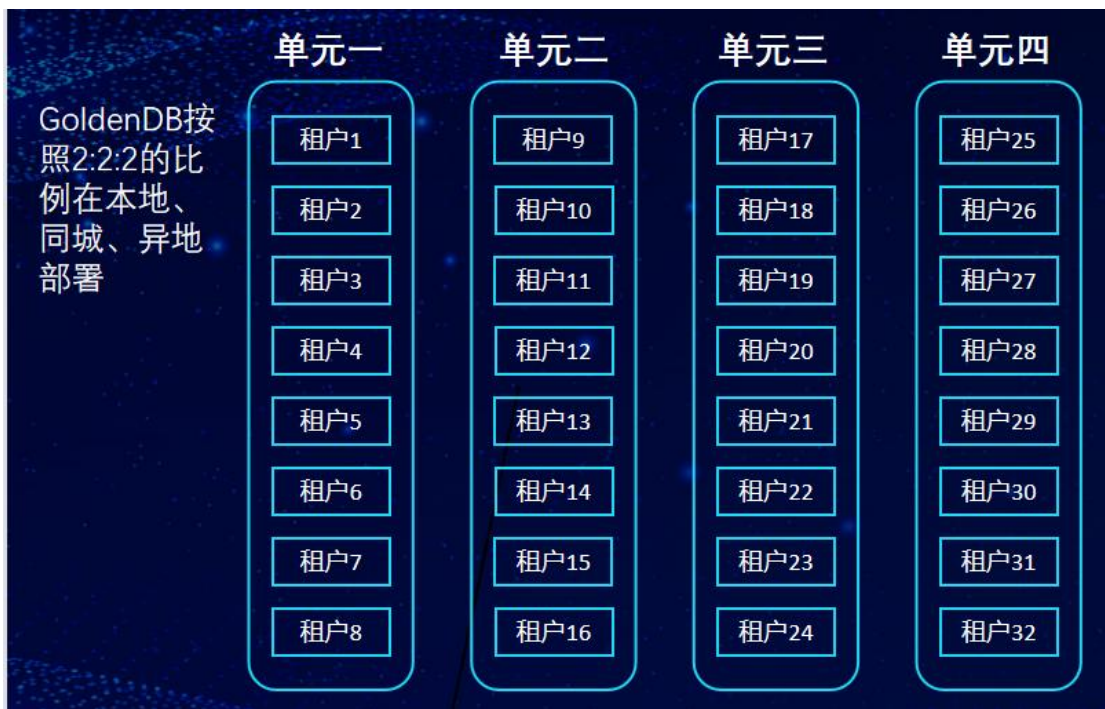 单元一
单元二
单元三
单元四
GoldenDB按
照2:2:2的比
例在本地、
同城、异地
部署
租户1
租户2
租户3
租户4
租户5
租户6
租户7
租户8
租户9
租户10
租户11
租户12
租户13
租户14
租户15
租户16
租户17
租户18
租户19
租户20
租户21
租户22
租户23
租户24
租户25
租户26
租户27
租户28
租户29
租户30
租户31
租户32